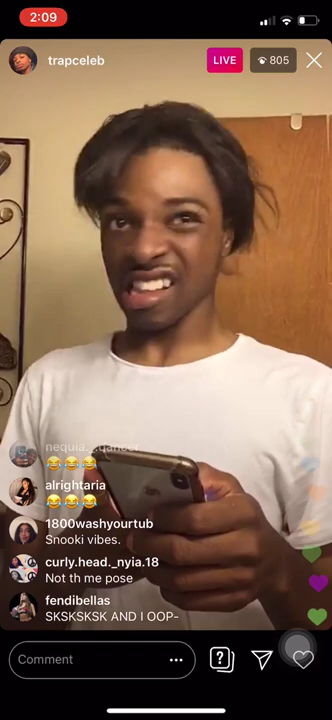 2:09
trapceleb
LIVE
805
😂😂😂
alrightaria
😂😂😂
1800washyourtub
Snooki vibes.
curly.head._nyia.18
Not th me pose
fendibellas
SKSKSKSK AND I OOP-
Comment